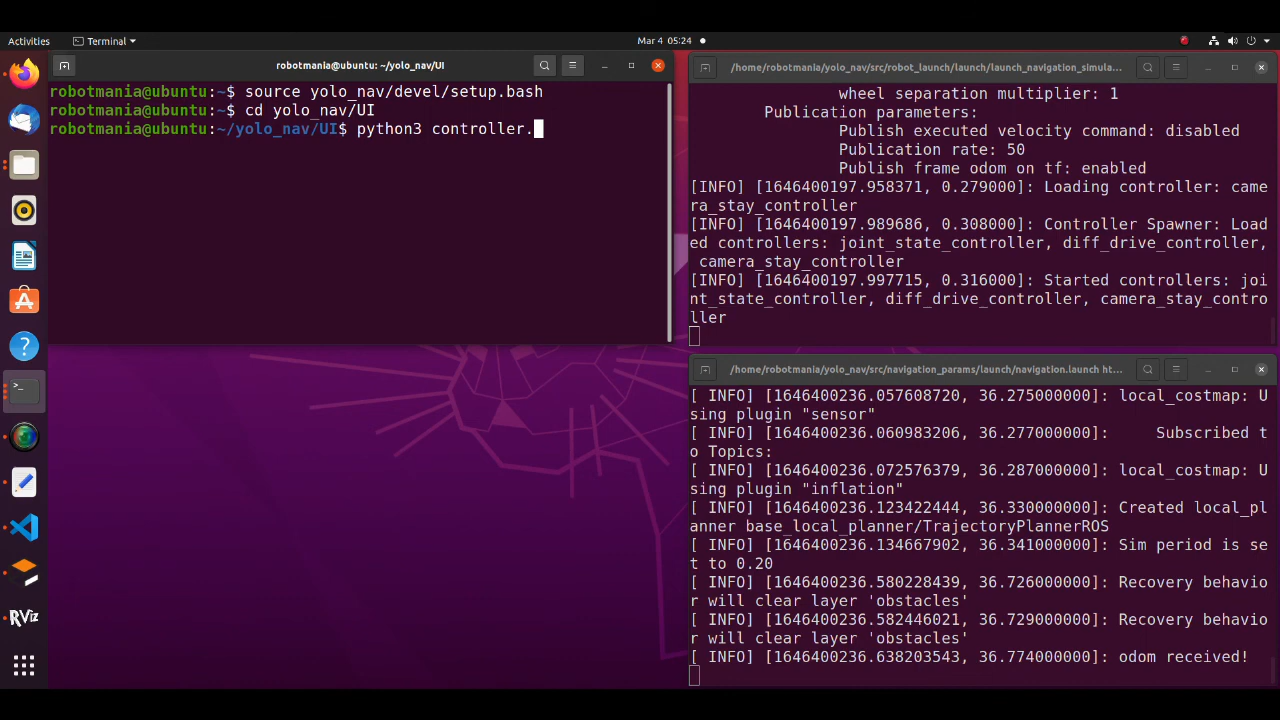 Activities
Terminal
Mar 4 05:24
robotmania@ubuntu: ~/yolo_nav/UI
robotmania@ubuntu:~$ source yolo_nav/devel/setup.bash
robotmania@ubuntu:~$ cd yolo_nav/UI
robotmania@ubuntu:~/yolo_nav/UI$ python3 controller.
/home/robotmania/yolo_nav/src/robot_launch/launch/launch_navigation_simula...
wheel separation multiplier: 1
Publication parameters:
Publish executed velocity command: disabled
Publication rate: 50
Publish frame odom on tf: enabled
[INFO] [1646400197.958371, 0.279000]: Loading controller: came
ra_stay_controller
[INFO] [1646400197.989686, 0.308000]: Controller Spawner: Load
ed controllers: joint_state_controller, diff_drive_controller,
camera_stay_controller
[INFO] [1646400197.997715, 0.316000]: Started controllers: joi
nt_state_controller, diff_drive_controller, camera_stay_contro
ller
/home/robotmania/yolo_nav/src/navigation_params/launch/navigation.launch ht...
[ INFO] [1646400236.057608720, 36.275000000]: local_costmap: U
sing plugin "sensor"
[ INFO] [1646400236.060983206, 36.277000000]:     Subscribed t
o Topics:
[ INFO] [1646400236.072576379, 36.287000000]: local_costmap: U
sing plugin "inflation"
[ INFO] [1646400236.123422444, 36.330000000]: Created local_pl
anner base_local_planner/TrajectoryPlannerROS
[ INFO] [1646400236.134667902, 36.341000000]: Sim period is se
t to 0.20
[ INFO] [1646400236.580228439, 36.726000000]: Recovery behavio
r will clear layer 'obstacles'
[ INFO] [1646400236.582446021, 36.729000000]: Recovery behavio
r will clear layer 'obstacles'
[ INFO] [1646400236.638203543, 36.774000000]: odom received!
RViz